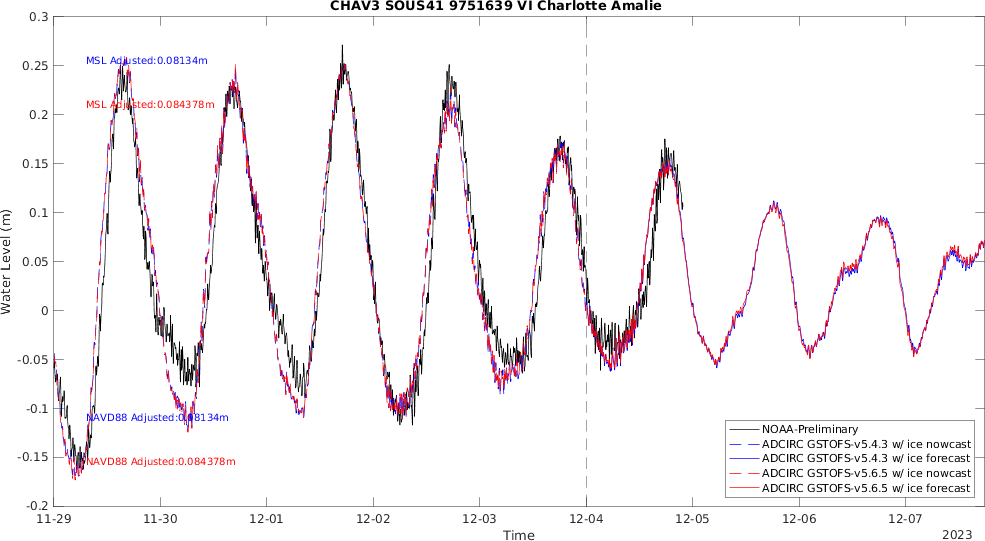 CHAV3 SOUS41 9751639 VI Charlotte Amalie
0.3
0.25
0.2
0.15
0.1
0.05
0
-0.05
-0.1
-0.15
-0.2
Water Level (m)
MSL Adjusted:0.08134m
MSL Adjusted:0.084378m
NAVD88 Adjusted:0.08134m
NAVD88 Adjusted:0.084378m
NOAA-Preliminary
ADCIRC GSTOFS-v5.4.3 w/ ice nowcast
ADCIRC GSTOFS-v5.4.3 w/ ice forecast
ADCIRC GSTOFS-v5.6.5 w/ ice nowcast
ADCIRC GSTOFS-v5.6.5 w/ ice forecast
11-29 11-30 12-01 12-02 12-03 12-04 12-05 12-06 12-07
Time
2023